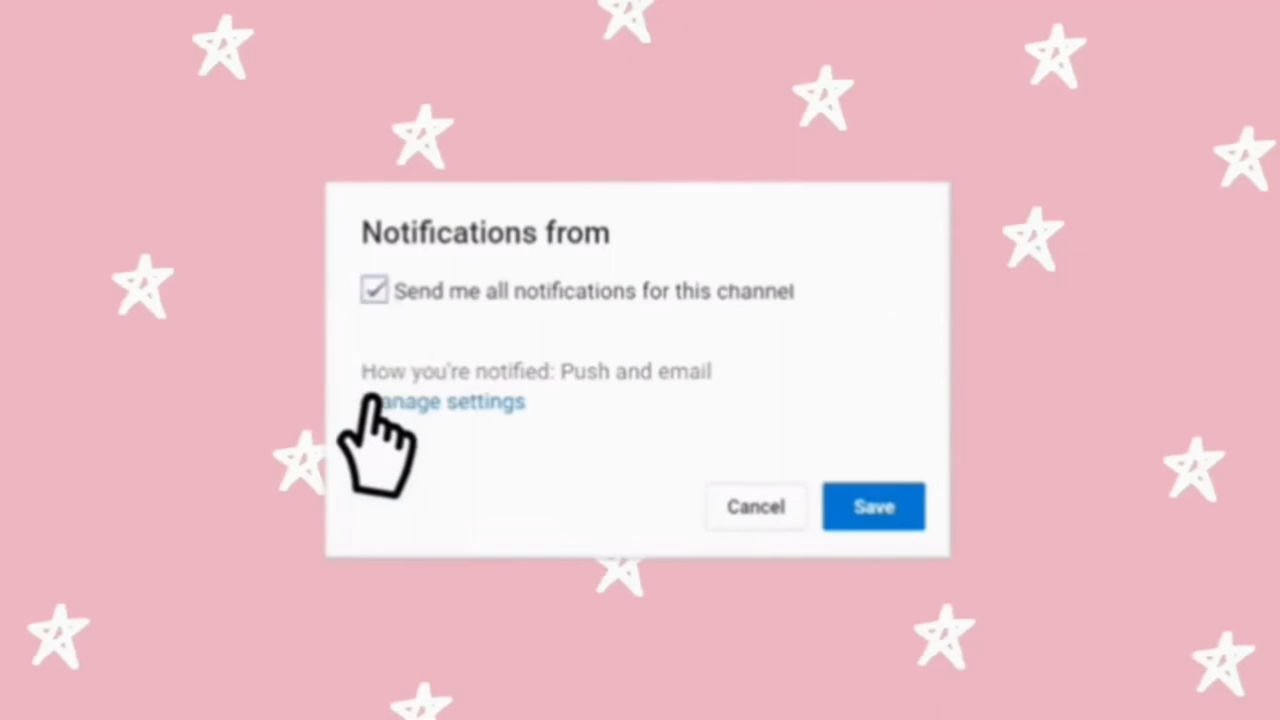 Notifications from
Send me all notifications for this channel
How you're notified: Push and email
anage settings
Cancel
Save